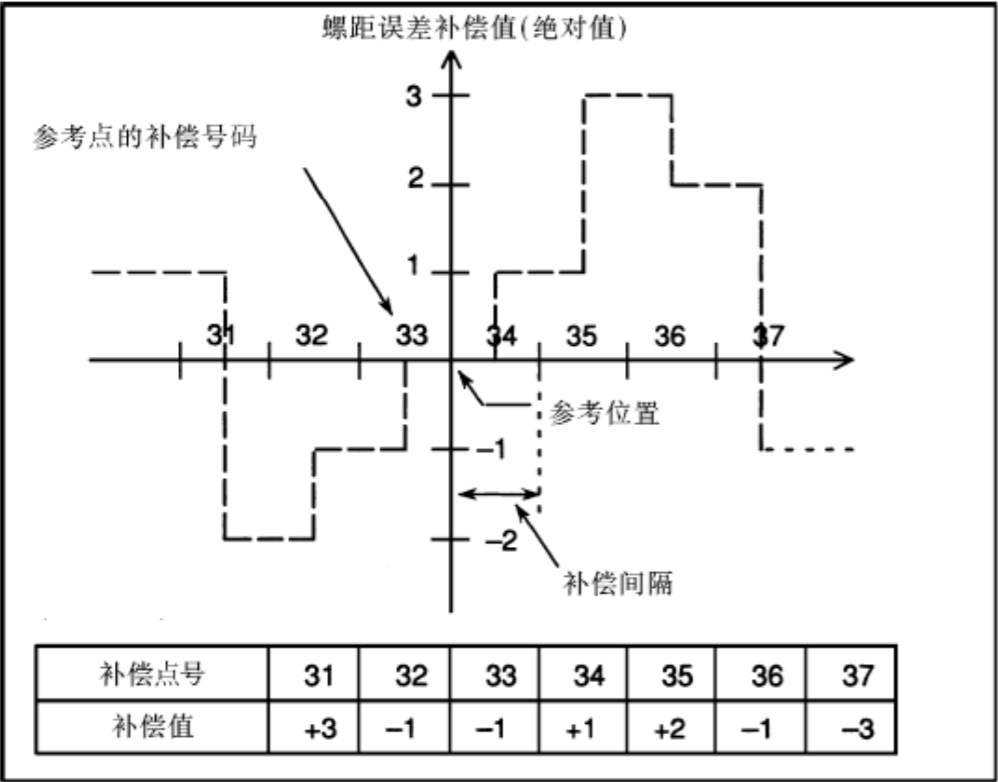 螺距误差补偿值(绝对值)
3
参考点的补偿号码
2
1
31 32 33 34 35 36 37
参考位置
-1
-2
补偿间隔
补偿点号 31 32 33 34 35 36 37
补偿值 +3 -1 -1 +1 +2 -1 -3